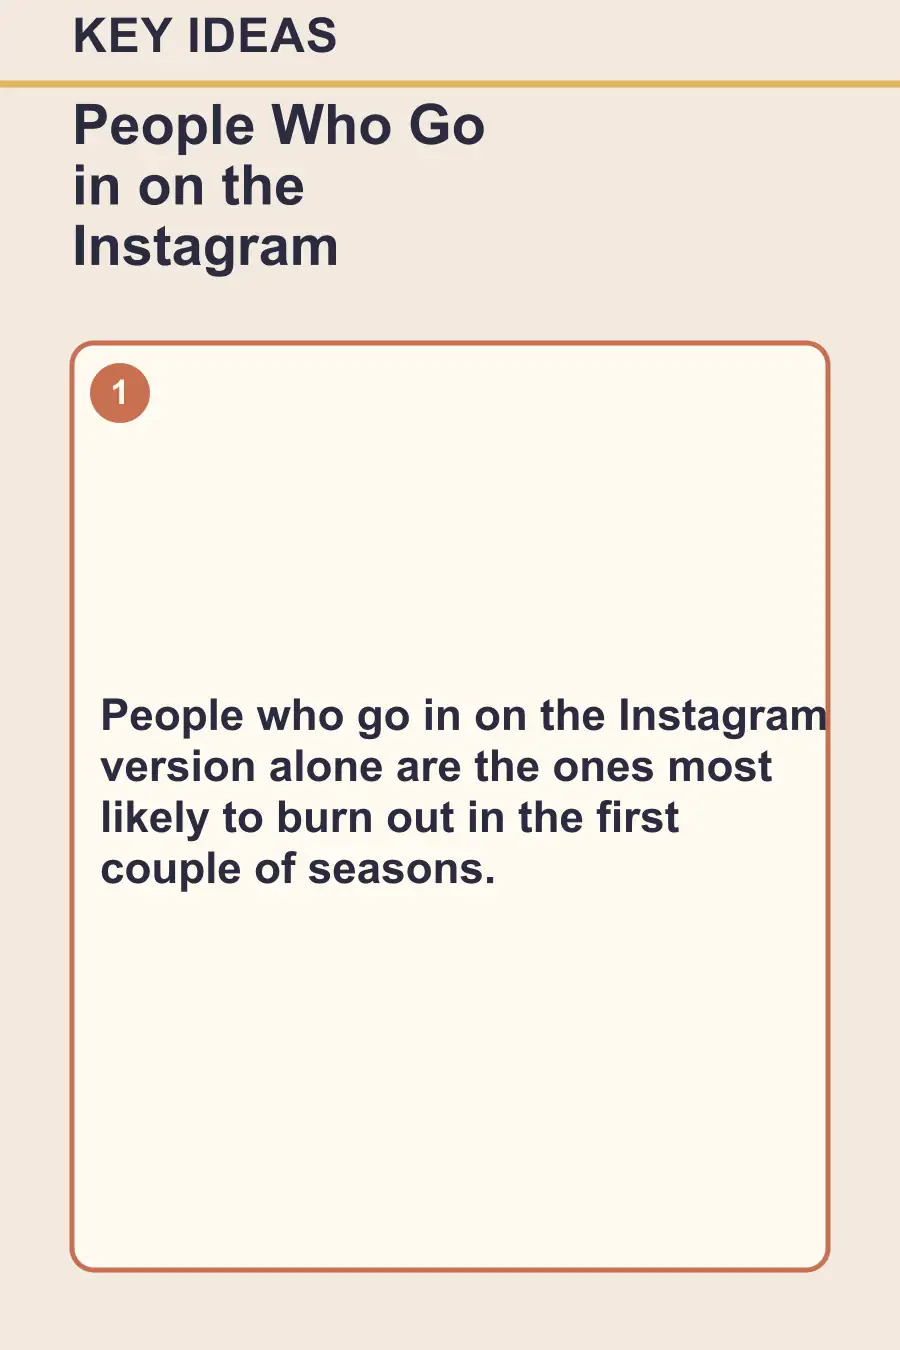 KEY IDEAS
People Who Go
in on the
Instagram
1
People who go in on the Instagram
version alone are the ones most
likely to burn out in the first
couple of seasons.